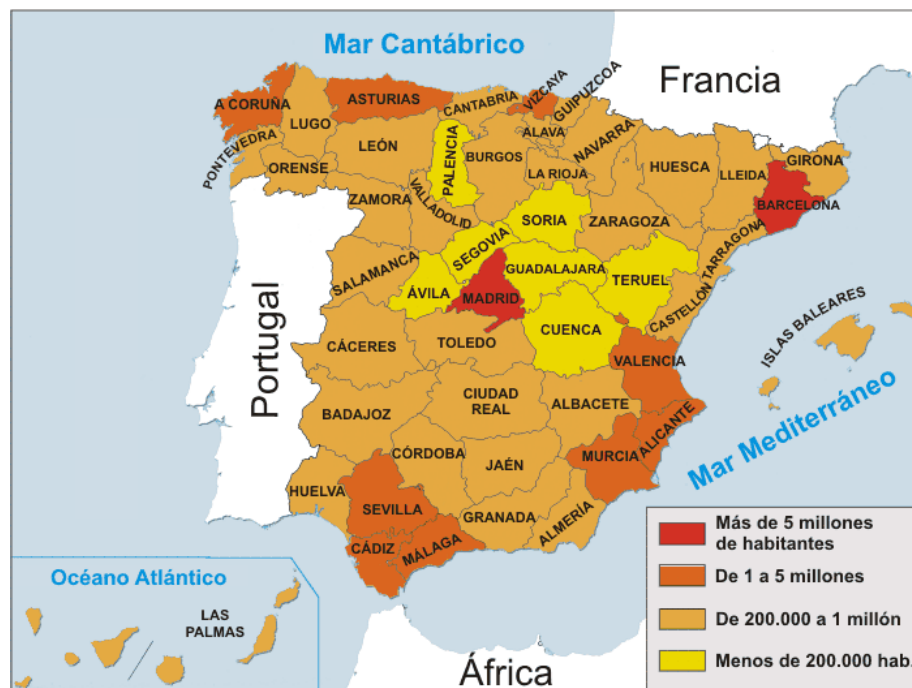 Mar Cantábrico
Francia
A CORUÑA
ASTURIAS
CANTABRIA
VIZCAYA
GUIPUZCOA
LUGO
PONTEVEDRA
ORENSE
LEÓN
PALENCIA
BURGOS
ALAVA
NAVARRA
LA RIOJA
HUESCA
LLEIDA
GIRONA
BARCELONA
ZAMORA
VALLADOLID
SORIA
ZARAGOZA
TARRAGONA
SEGOVIA
SALAMANCA
ÁVILA
MADRID
GUADALAJARA
TERUEL
CASTELLÓN
CUENCA
Portugal
CÁCERES
TOLEDO
VALENCIA
ISLAS BALEARES
Mar Mediterráneo
BADAJOZ
CIUDAD
REAL
ALBACETE
ALICANTE
MURCIA
CÓRDOBA
JAÉN
HUELVA
SEVILLA
GRANADA
ALMERÍA
CÁDIZ
MÁLAGA
Océano Atlántico
LAS
PALMAS
África
Más de 5 millones
de habitantes
De 1 a 5 millones
De 200.000 a 1 millón
Menos de 200.000 hab.